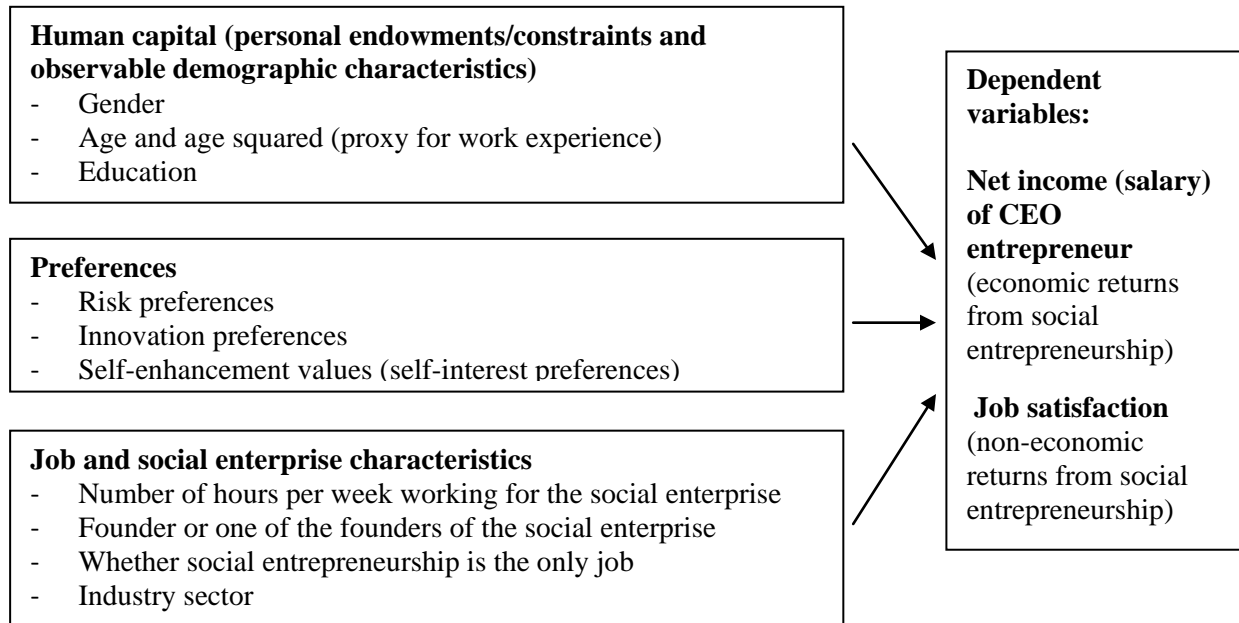 Human capital (personal endowments/constraints and
observable demographic characteristics)
- Gender
- Age and age squared (proxy for work experience)
- Education
Preferences
- Risk preferences
- Innovation preferences
- Self-enhancement values (self-interest preferences)
Job and social enterprise characteristics
- Number of hours per week working for the social enterprise
- Founder or one of the founders of the social enterprise
- Whether social entrepreneurship is the only job
- Industry sector
Dependent
variables:
Net income (salary)
of CEO
entrepreneur
(economic returns
from social
entrepreneurship)
Job satisfaction
(non-economic
returns from social
entrepreneurship)